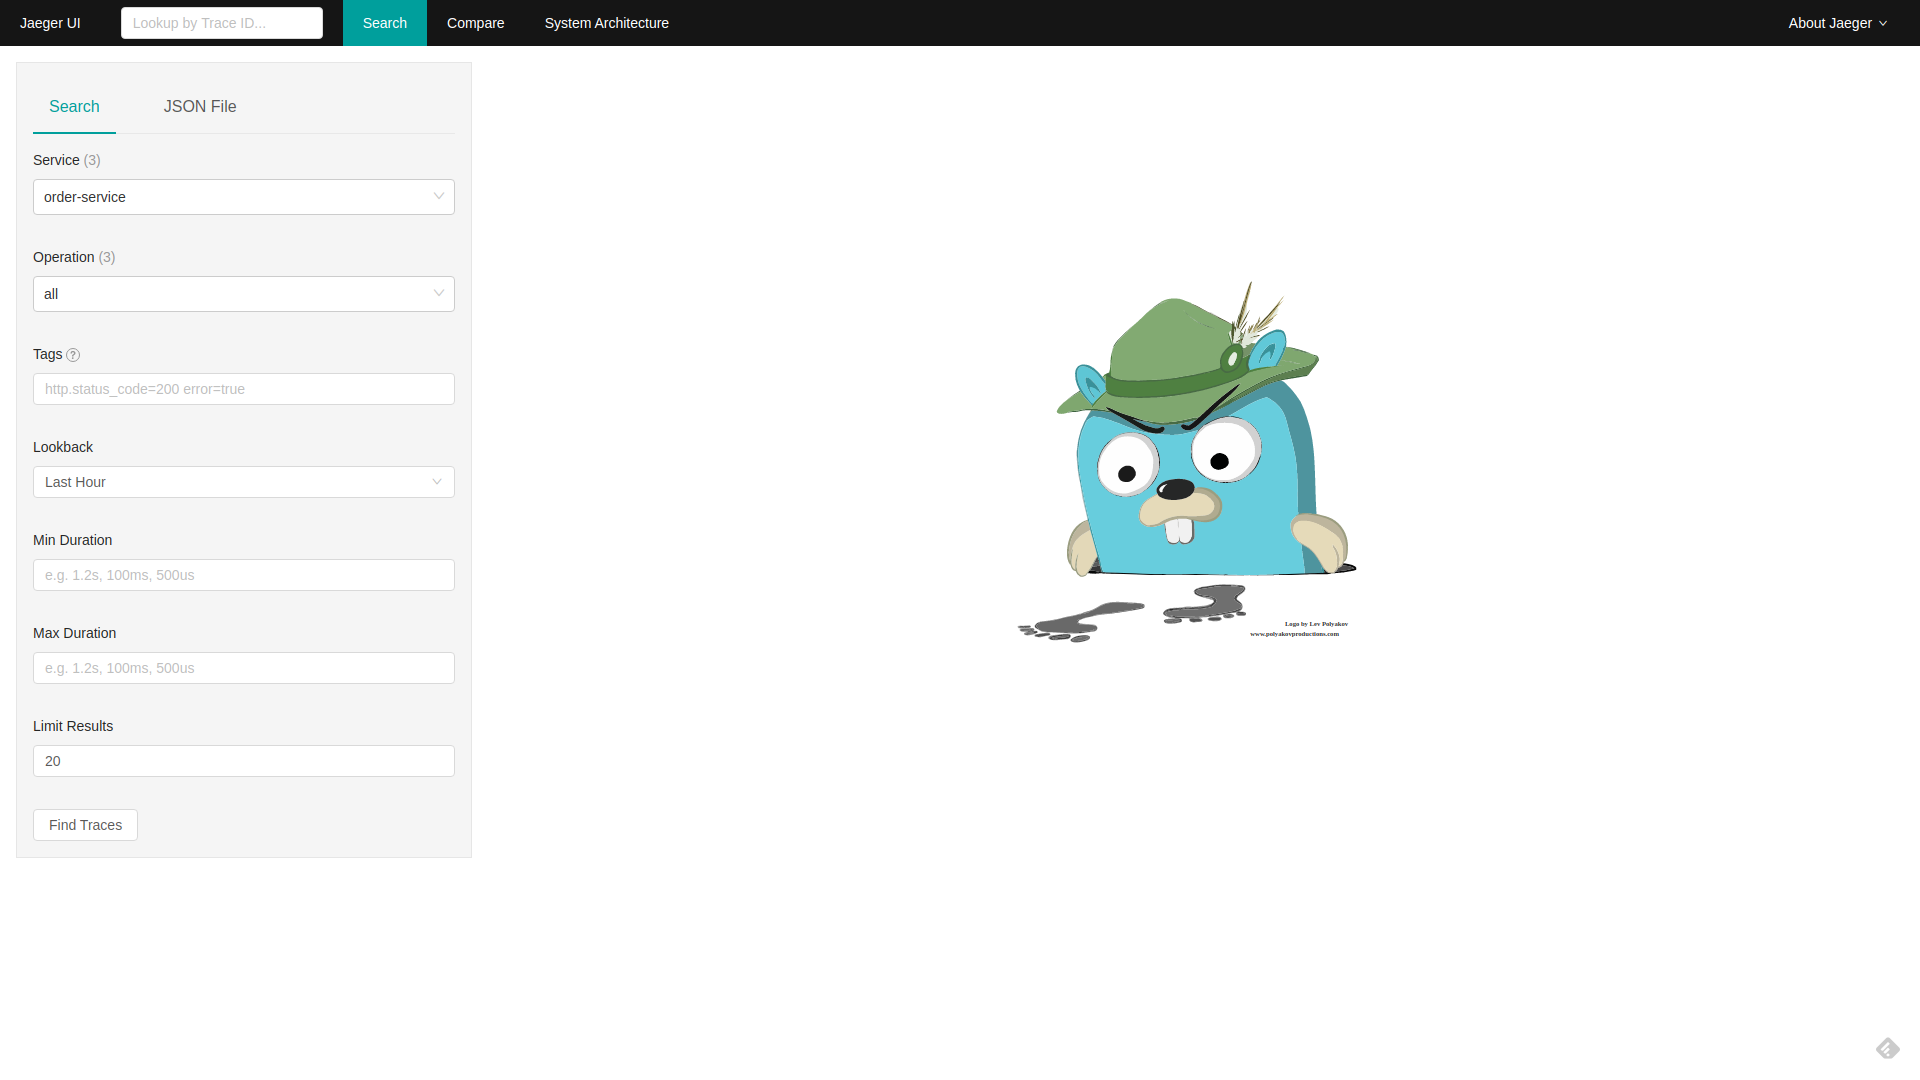 Jaeger UI
Lookup by Trace ID...
Search
Compare
System Architecture
About Jaeger
Search
JSON File
Service (3)
order-service
Operation (3)
all
Tags ?
http.status_code=200 error=true
Lookback
Last Hour
Min Duration
e.g. 1.2s, 100ms, 500us
Max Duration
e.g. 1.2s, 100ms, 500us
Limit Results
20
Find Traces
Logo by Lev Polyakov
www.polyakovproductions.com